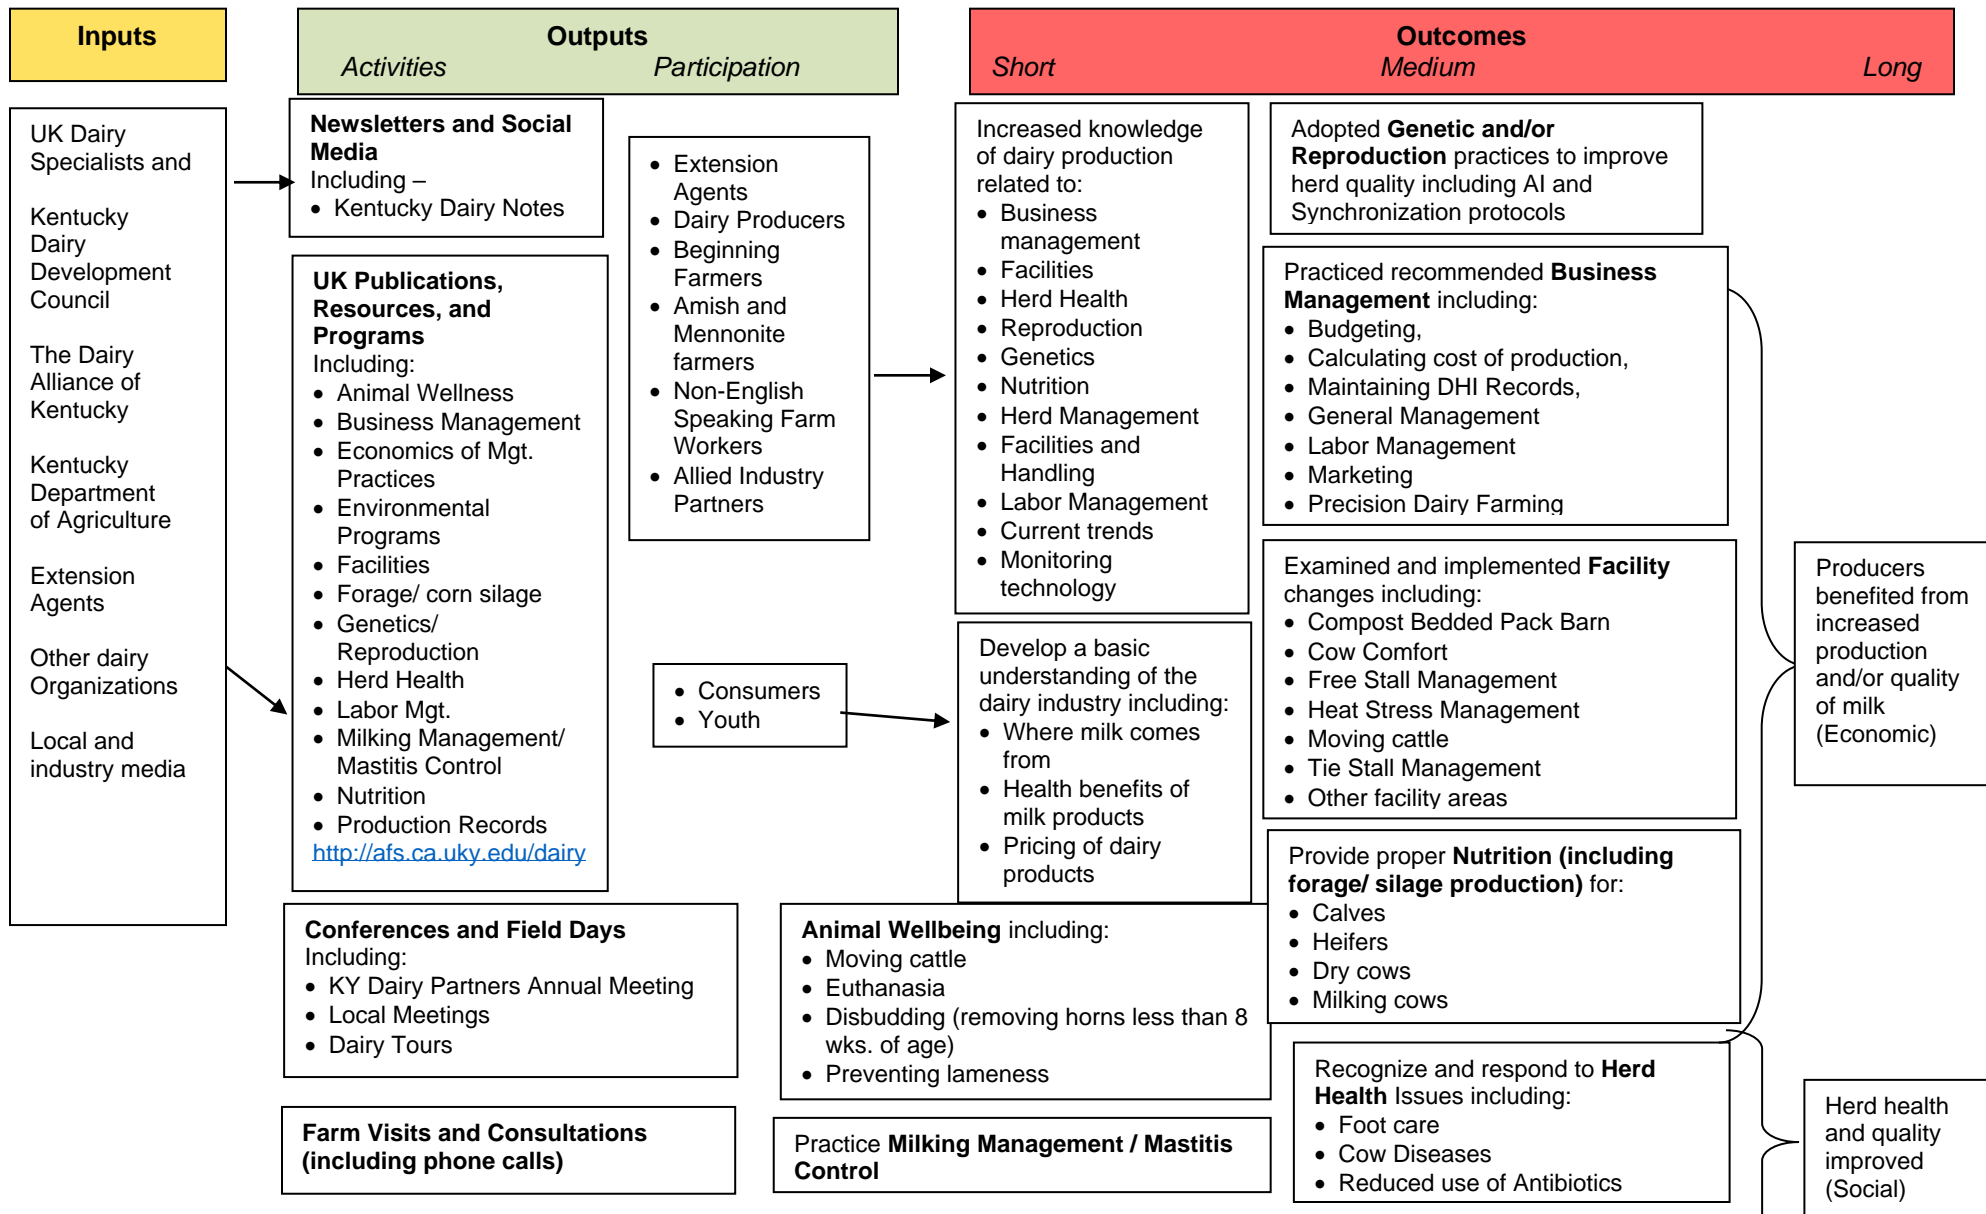 Inputs
Outputs
Activities Participation
Outcomes
Short Medium Long
UK Dairy
Specialists and
Kentucky
Dairy
Development
Council
The Dairy
Alliance of
Kentucky
Kentucky
Department
of Agriculture
Extension
Agents
Other dairy
Organizations
Local and
industry media
Newsletters and Social
Media
Including –
• Kentucky Dairy Notes
UK Publications,
Resources, and
Programs
Including:
• Animal Wellness
• Business Management
• Economics of Mgt.
Practices
• Environmental
Programs
• Facilities
• Forage/ corn silage
• Genetics/
Reproduction
• Herd Health
• Labor Mgt.
• Milking Management/
Mastitis Control
• Nutrition
• Production Records
http://afs.ca.uky.edu/dairy
Conferences and Field Days
Including:
• KY Dairy Partners Annual Meeting
• Local Meetings
• Dairy Tours
Farm Visits and Consultations
(including phone calls)
• Extension
Agents
• Dairy Producers
• Beginning
Farmers
• Amish and
Mennonite
farmers
• Non-English
Speaking Farm
Workers
• Allied Industry
Partners
• Consumers
• Youth
Increased knowledge
of dairy production
related to:
• Business
management
• Facilities
• Herd Health
• Reproduction
• Genetics
• Nutrition
• Herd Management
• Facilities and
Handling
• Labor Management
• Current trends
• Monitoring
technology
Develop a basic
understanding of the
dairy industry including:
• Where milk comes
from
• Health benefits of
milk products
• Pricing of dairy
products
Animal Wellbeing including:
• Moving cattle
• Euthanasia
• Disbudding (removing horns less than 8
wks. of age)
• Preventing lameness
Practice Milking Management / Mastitis
Control
Adopted Genetic and/or
Reproduction practices to improve
herd quality including AI and
Synchronization protocols
Practiced recommended Business
Management including:
• Budgeting,
• Calculating cost of production,
• Maintaining DHI Records,
• General Management
• Labor Management
• Marketing
• Precision Dairy Farming
Examined and implemented Facility
changes including:
• Compost Bedded Pack Barn
• Cow Comfort
• Free Stall Management
• Heat Stress Management
• Moving cattle
• Tie Stall Management
• Other facility areas
Provide proper Nutrition (including
forage/ silage production) for:
• Calves
• Heifers
• Dry cows
• Milking cows
Recognize and respond to Herd
Health Issues including:
• Foot care
• Cow Diseases
• Reduced use of Antibiotics
Producers
benefited from
increased
production
and/or quality
of milk
(Economic)
Herd health
and quality
improved
(Social)